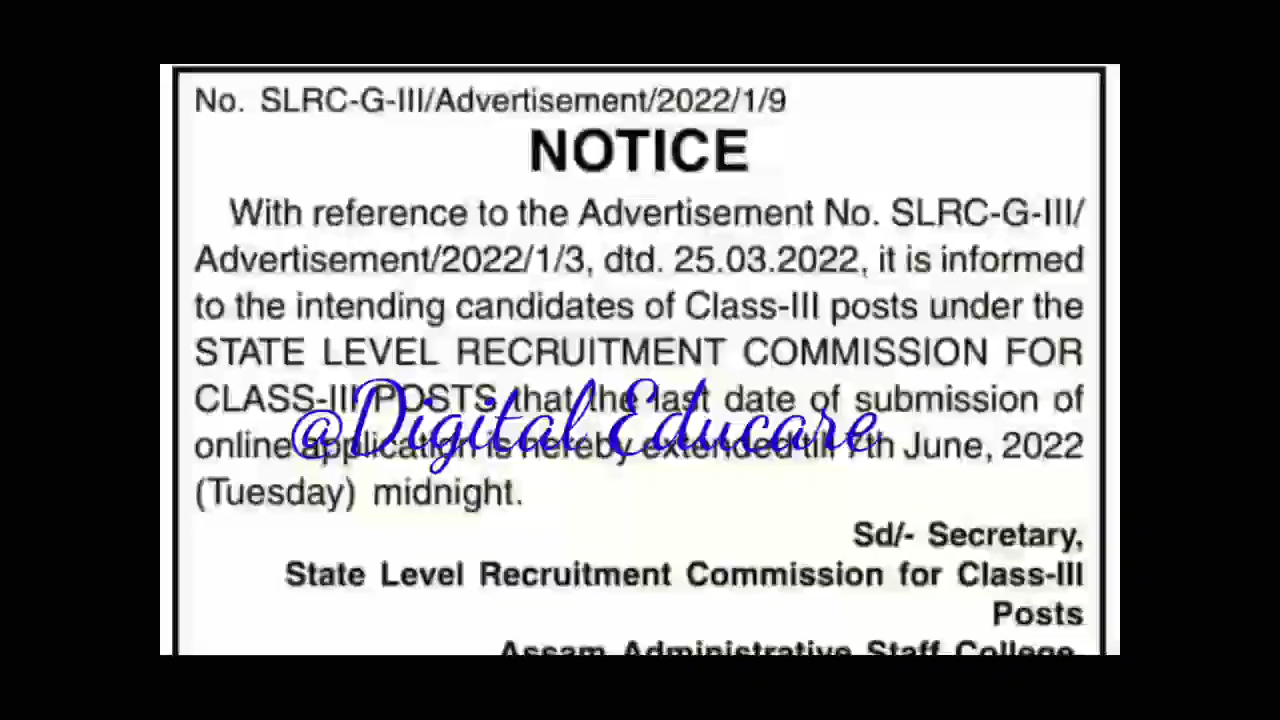 No. SLRC-G-III/Advertisement/2022/1/9
NOTICE
With reference to the Advertisement No. SLRC-G-III/
Advertisement/2022/1/3, dtd. 25.03.2022, it is informed
to the intending candidates of Class-III posts under the
STATE LEVEL RECRUITMENT COMMISSION FOR
CLASS-III POSTS that the last date of submission of
@Digital Educare
online application is hereby extended till 7th June, 2022
(Tuesday) midnight.
Sd/- Secretary,
State Level Recruitment Commission for Class-III
Posts
Assam Administrative Staff College,